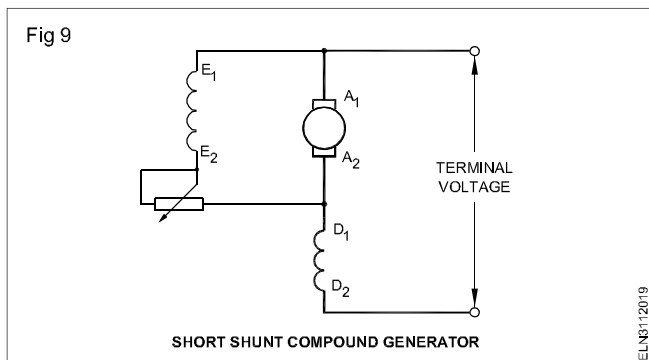 Fig 9
E1
E2
A1
A2
D1
D2
TERMINAL
VOLTAGE
SHORT SHUNT COMPOUND GENERATOR
ELN3112019